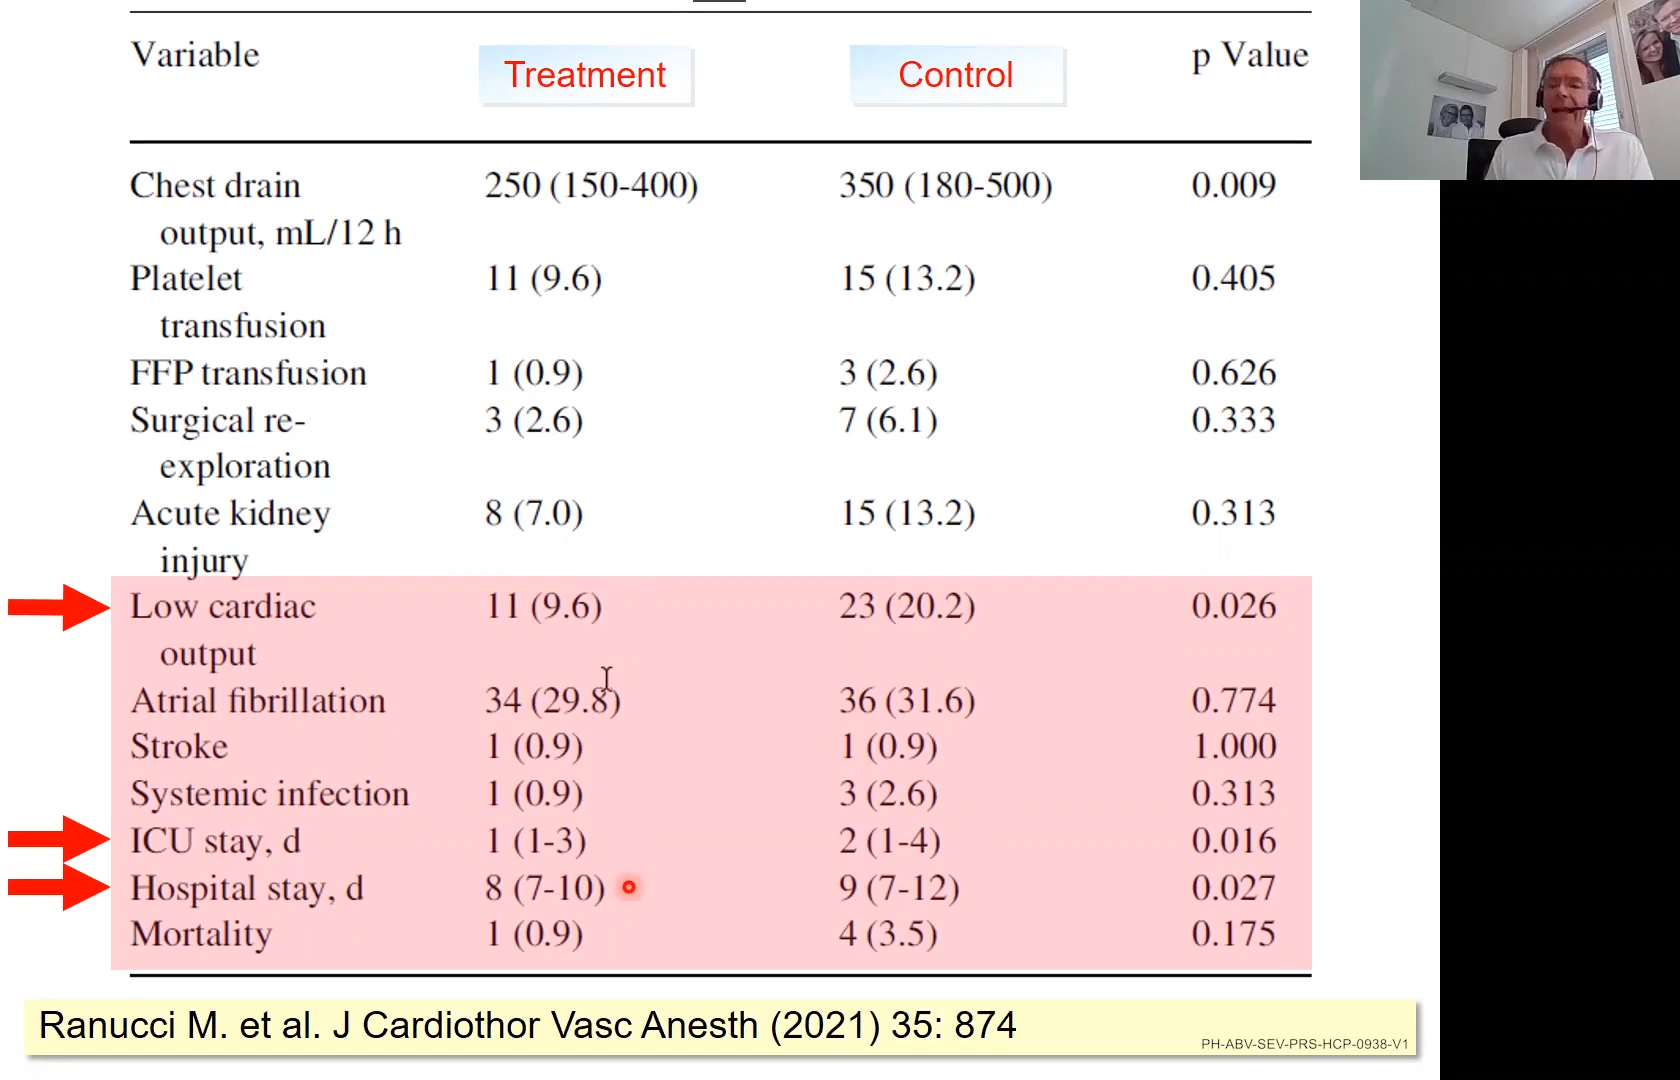 Variable Treatment Control p Value
Chest drain 250 (150-400) 350 (180-500) 0.009
output, mL/12 h
Platelet 11 (9.6) 15 (13.2) 0.405
transfusion
FFP transfusion 1 (0.9) 3 (2.6) 0.626
Surgical re- 3 (2.6) 7 (6.1) 0.333
exploration
Acute kidney 8 (7.0) 15 (13.2) 0.313
injury
Low cardiac 11 (9.6) 23 (20.2) 0.026
output
Atrial fibrillation 34 (29.8) 36 (31.6) 0.774
Stroke 1 (0.9) 1 (0.9) 1.000
Systemic infection 1 (0.9) 3 (2.6) 0.313
ICU stay, d 1 (1-3) 2 (1-4) 0.016
Hospital stay, d 8 (7-10) 9 (7-12) 0.027
Mortality 1 (0.9) 4 (3.5) 0.175
Ranucci M. et al. J Cardiothor Vasc Anesth (2021) 35: 874
PH-ABV-SEV-PRS-HCP-0938-V1